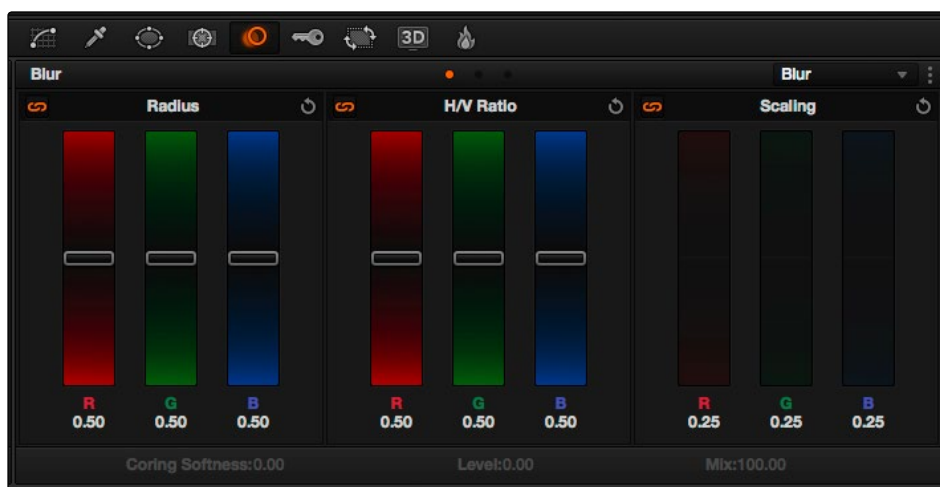 3D
Blur Blur
Radius H/V Ratio Scaling
R G B R G B R G B
0.50 0.50 0.50 0.50 0.50 0.50 0.25 0.25 0.25
Coring Softness:0.00 Level:0.00 Mix:100.00